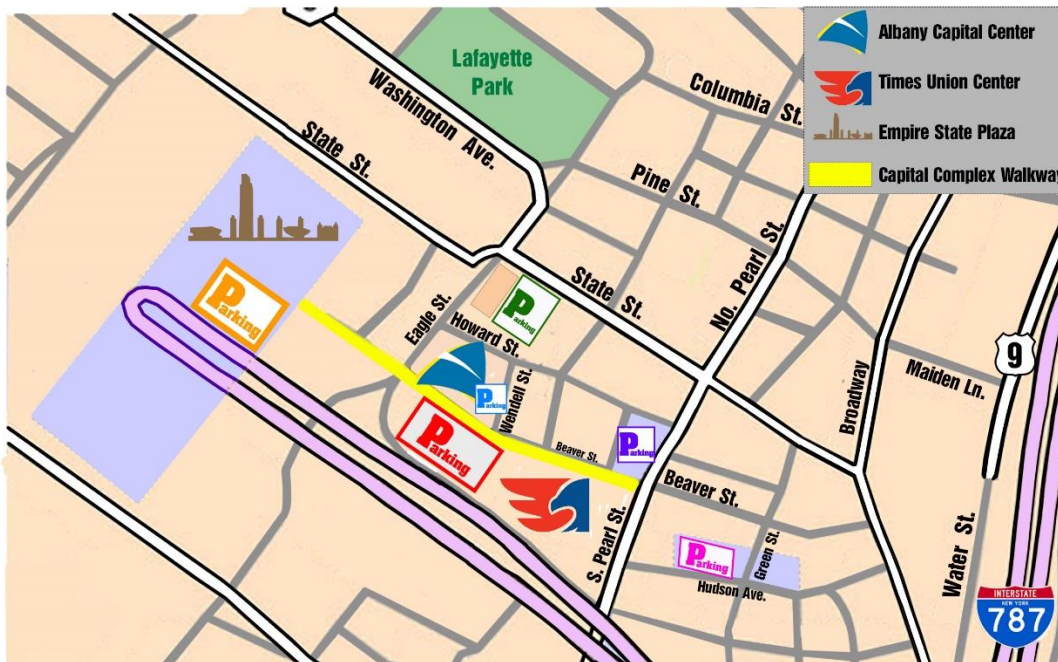 Albany Capital Center
Times Union Center
Empire State Plaza
Capital Complex Walkway
Lafayette
Park
Washington Ave.
State St.
Columbia St.
Pine St.
State St.
No. Pearl St.
Eagle St.
Howard St.
Parking
Parking
Parking
Wendell St.
Parking
Beaver St.
Parking
Broadway
Maiden Ln.
9
Beaver St.
S. Pearl St.
Parking
Green St.
Hudson Ave.
Water St.
INTERSTATE
NEW YORK
787